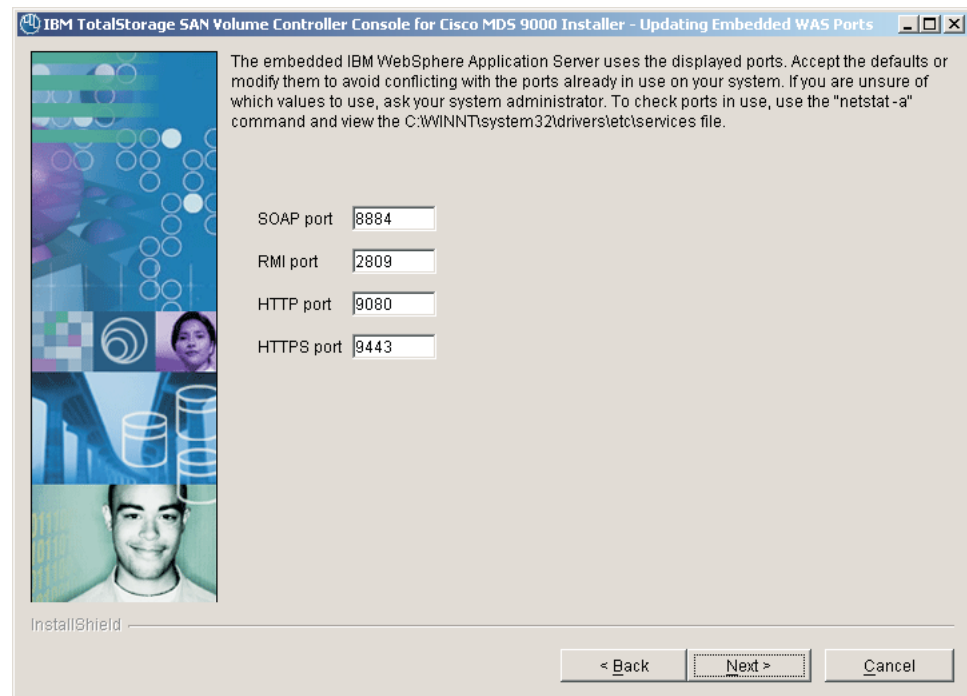 IBM TotalStorage SAN Volume Controller Console for Cisco MDS 9000 Installer - Updating Embedded WAS Ports
The embedded IBM WebSphere Application Server uses the displayed ports. Accept the defaults or
modify them to avoid conflicting with the ports already in use on your system. If you are unsure of
which values to use, ask your system administrator. To check ports in use, use the "netstat -a"
command and view the C:\WINNT\system32\drivers\etc\services file.
SOAP port 8884
RMI port 2809
HTTP port 9080
HTTPS port 9443
InstallShield
< Back Next > Cancel